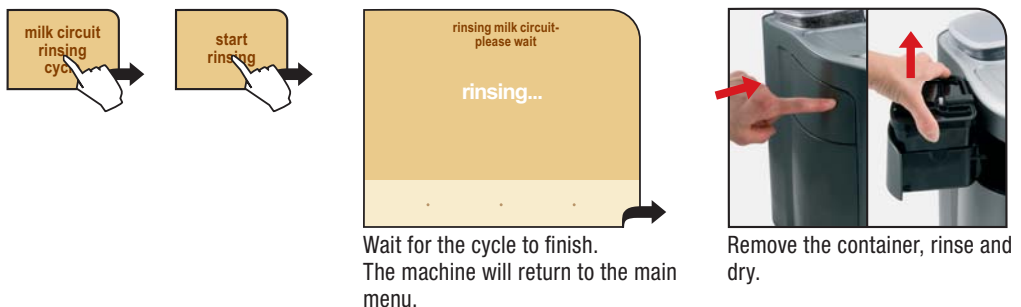 milk circuit
rinsing
cycle
start
rinsing
rinsing milk circuit-
please wait
rinsing...
Wait for the cycle to finish.
The machine will return to the main
menu.
Remove the container, rinse and
dry.